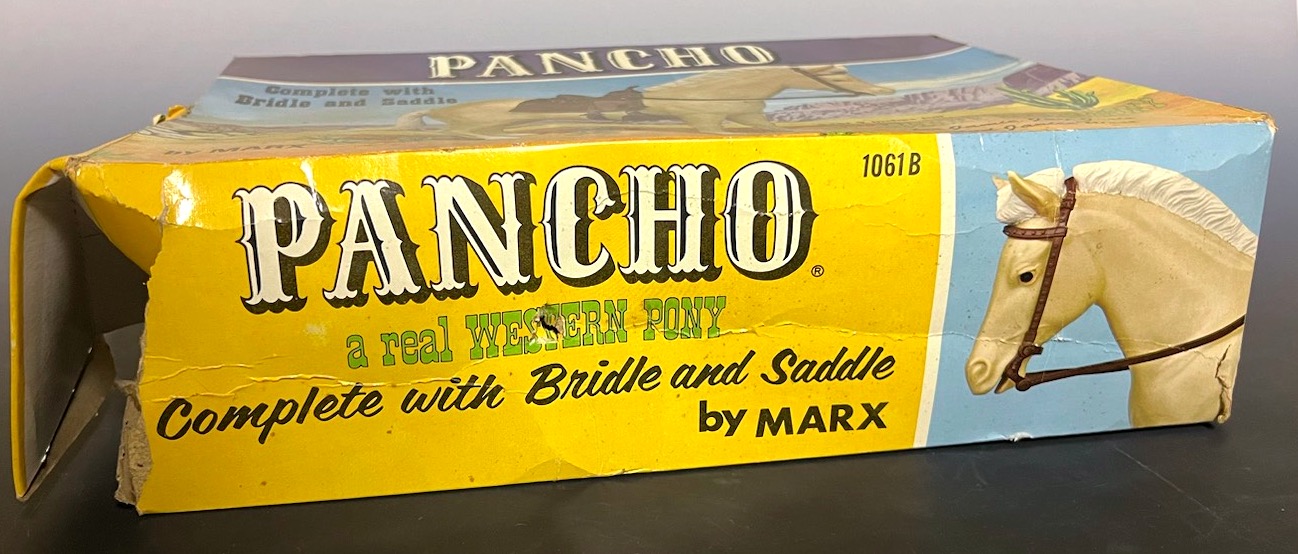 PANCHO
Complete with
Bridle and Saddle
by MARX
PANCHO®
1061B
a real WESTERN PONY
Complete with Bridle and Saddle
by MARX